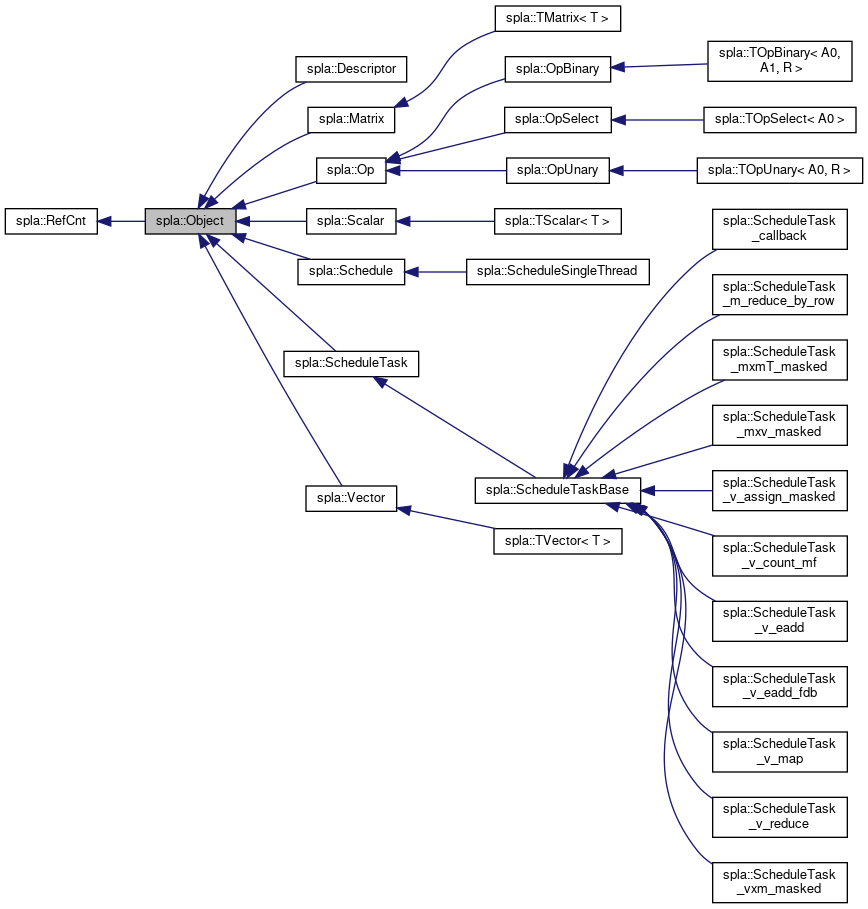 spla::TMatrix< T >
spla::TOpBinary< A0,
A1, R >
spla::Descriptor
spla::OpBinary
spla::Matrix
spla::OpSelect
spla::TOpSelect< A0 >
spla::Op
spla::OpUnary
spla::TOpUnary< A0, R >
spla::RefCnt
spla::Object
spla::Scalar
spla::TScalar< T >
spla::ScheduleTask
_callback
spla::Schedule
spla::ScheduleSingleThread
spla::ScheduleTask
_m_reduce_by_row
spla::ScheduleTask
spla::ScheduleTask
_mxmT_masked
spla::ScheduleTask
_mxv_masked
spla::Vector
spla::ScheduleTaskBase
spla::ScheduleTask
_v_assign_masked
spla::TVector< T >
spla::ScheduleTask
_v_count_mf
spla::ScheduleTask
_v_eadd
spla::ScheduleTask
_v_eadd_fdb
spla::ScheduleTask
_v_map
spla::ScheduleTask
_v_reduce
spla::ScheduleTask
_vxm_masked